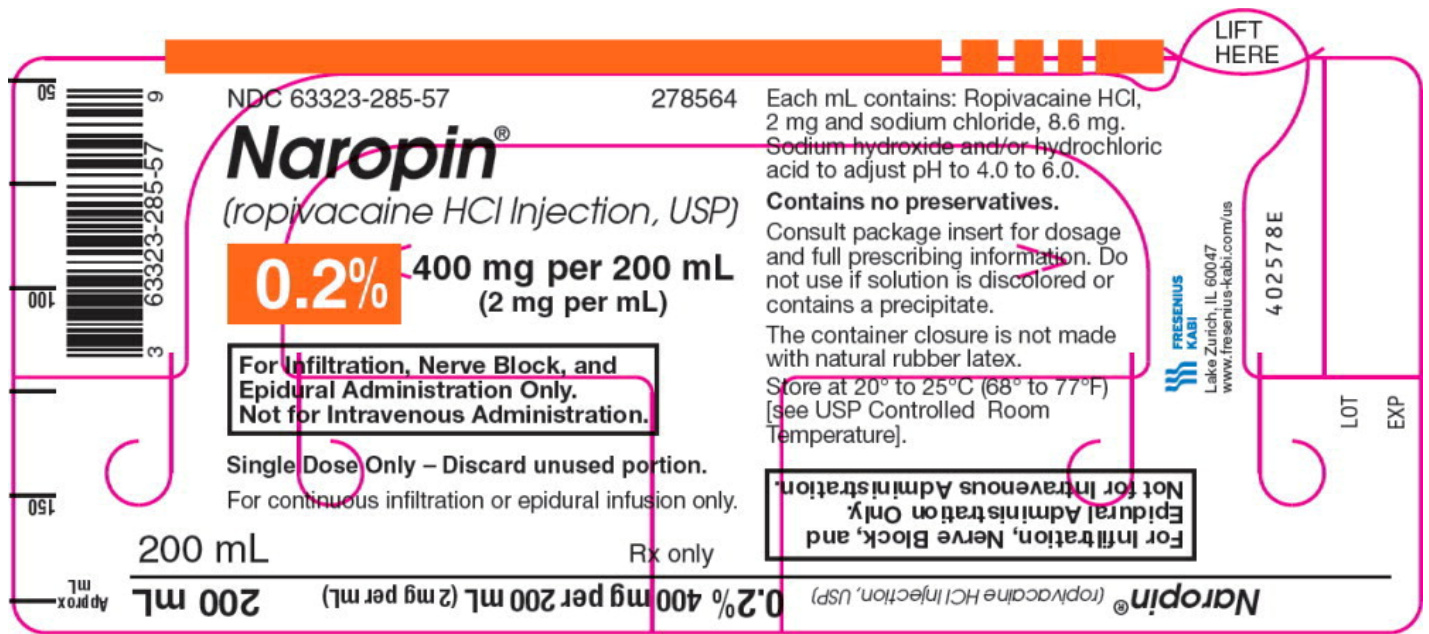 LIFT
HERE
NDC 63323-285-57
278564
Naropin®
(ropivacaine HCl Injection, USP)
0.2%
400 mg per 200 mL
(2 mg per mL)
For Infiltration, Nerve Block, and
Epidural Administration Only.
Not for Intravenous Administration.
Single Dose Only – Discard unused portion.
For continuous infiltration or epidural infusion only.
200 mL
Rx only
Each mL contains: Ropivacaine HCl,
2 mg and sodium chloride, 8.6 mg.
Sodium hydroxide and/or hydrochloric
acid to adjust pH to 4.0 to 6.0.
Contains no preservatives.
Consult package insert for dosage
and full prescribing information. Do
not use if solution is discolored or
contains a precipitate.
The container closure is not made
with natural rubber latex.
Store at 20° to 25°C (68° to 77°F)
[see USP Controlled Room
Temperature].
For Infiltration, Nerve Block, and
Epidural Administration Only.
Not for Intravenous Administration.
Naropin® (ropivacaine HCl Injection, USP) 0.2% 400 mg per 200 mL (2 mg per mL) 200 mL
Approx
mL
50
100
150
3 63323-285-57 9
FRESENIUS
KABI
Lake Zurich, IL 60047
www.fresenius-kabi.com/us
402578E
LOT
EXP